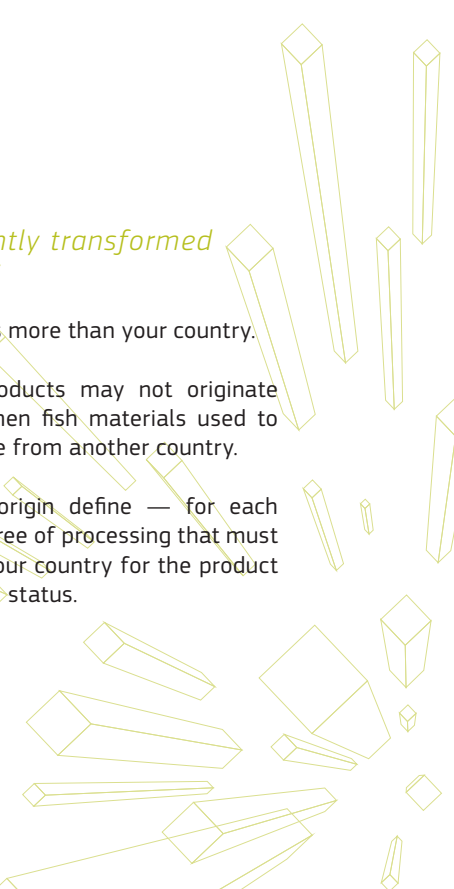 ntly transformed
s more than your country.
oducts may not originate
hen fish materials used to
e from another country.
origin define — for each
ree of processing that must
our country for the product
status.